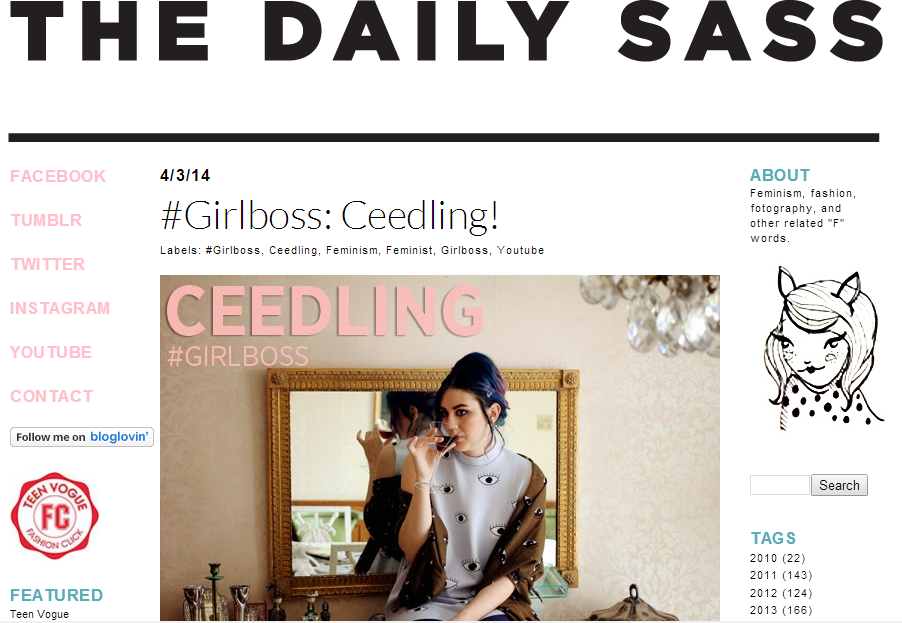 THE DAILY SASS
FACEBOOK
TUMBLR
TWITTER
INSTAGRAM
YOUTUBE
CONTACT
Follow me on bloglovin'
TEEN VOGUE
FC
FASHION CLICK
FEATURED
Teen Vogue
4/3/14
#Girlboss: Ceedling!
Labels: #Girlboss, Ceedling, Feminism, Feminist, Girlboss, Youtube
CEEDLING
#GIRLBOSS
ABOUT
Feminism, fashion,
fotography, and
other related "F"
words.
Search
TAGS
2010 (22)
2011 (143)
2012 (124)
2013 (166)